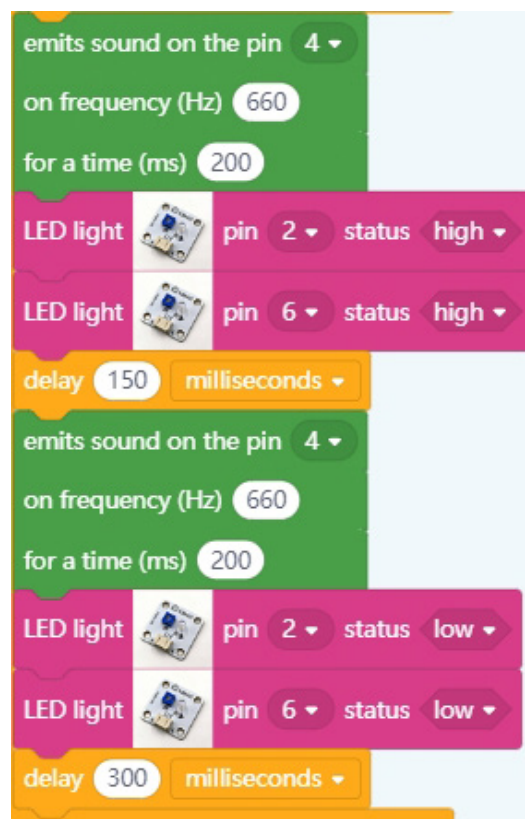 emits sound on the pin 4
on frequency (Hz) 660
for a time (ms) 200
LED light pin 2 status high
LED light pin 6 status high
delay 150 milliseconds
emits sound on the pin 4
on frequency (Hz) 660
for a time (ms) 200
LED light pin 2 status low
LED light pin 6 status low
delay 300 milliseconds